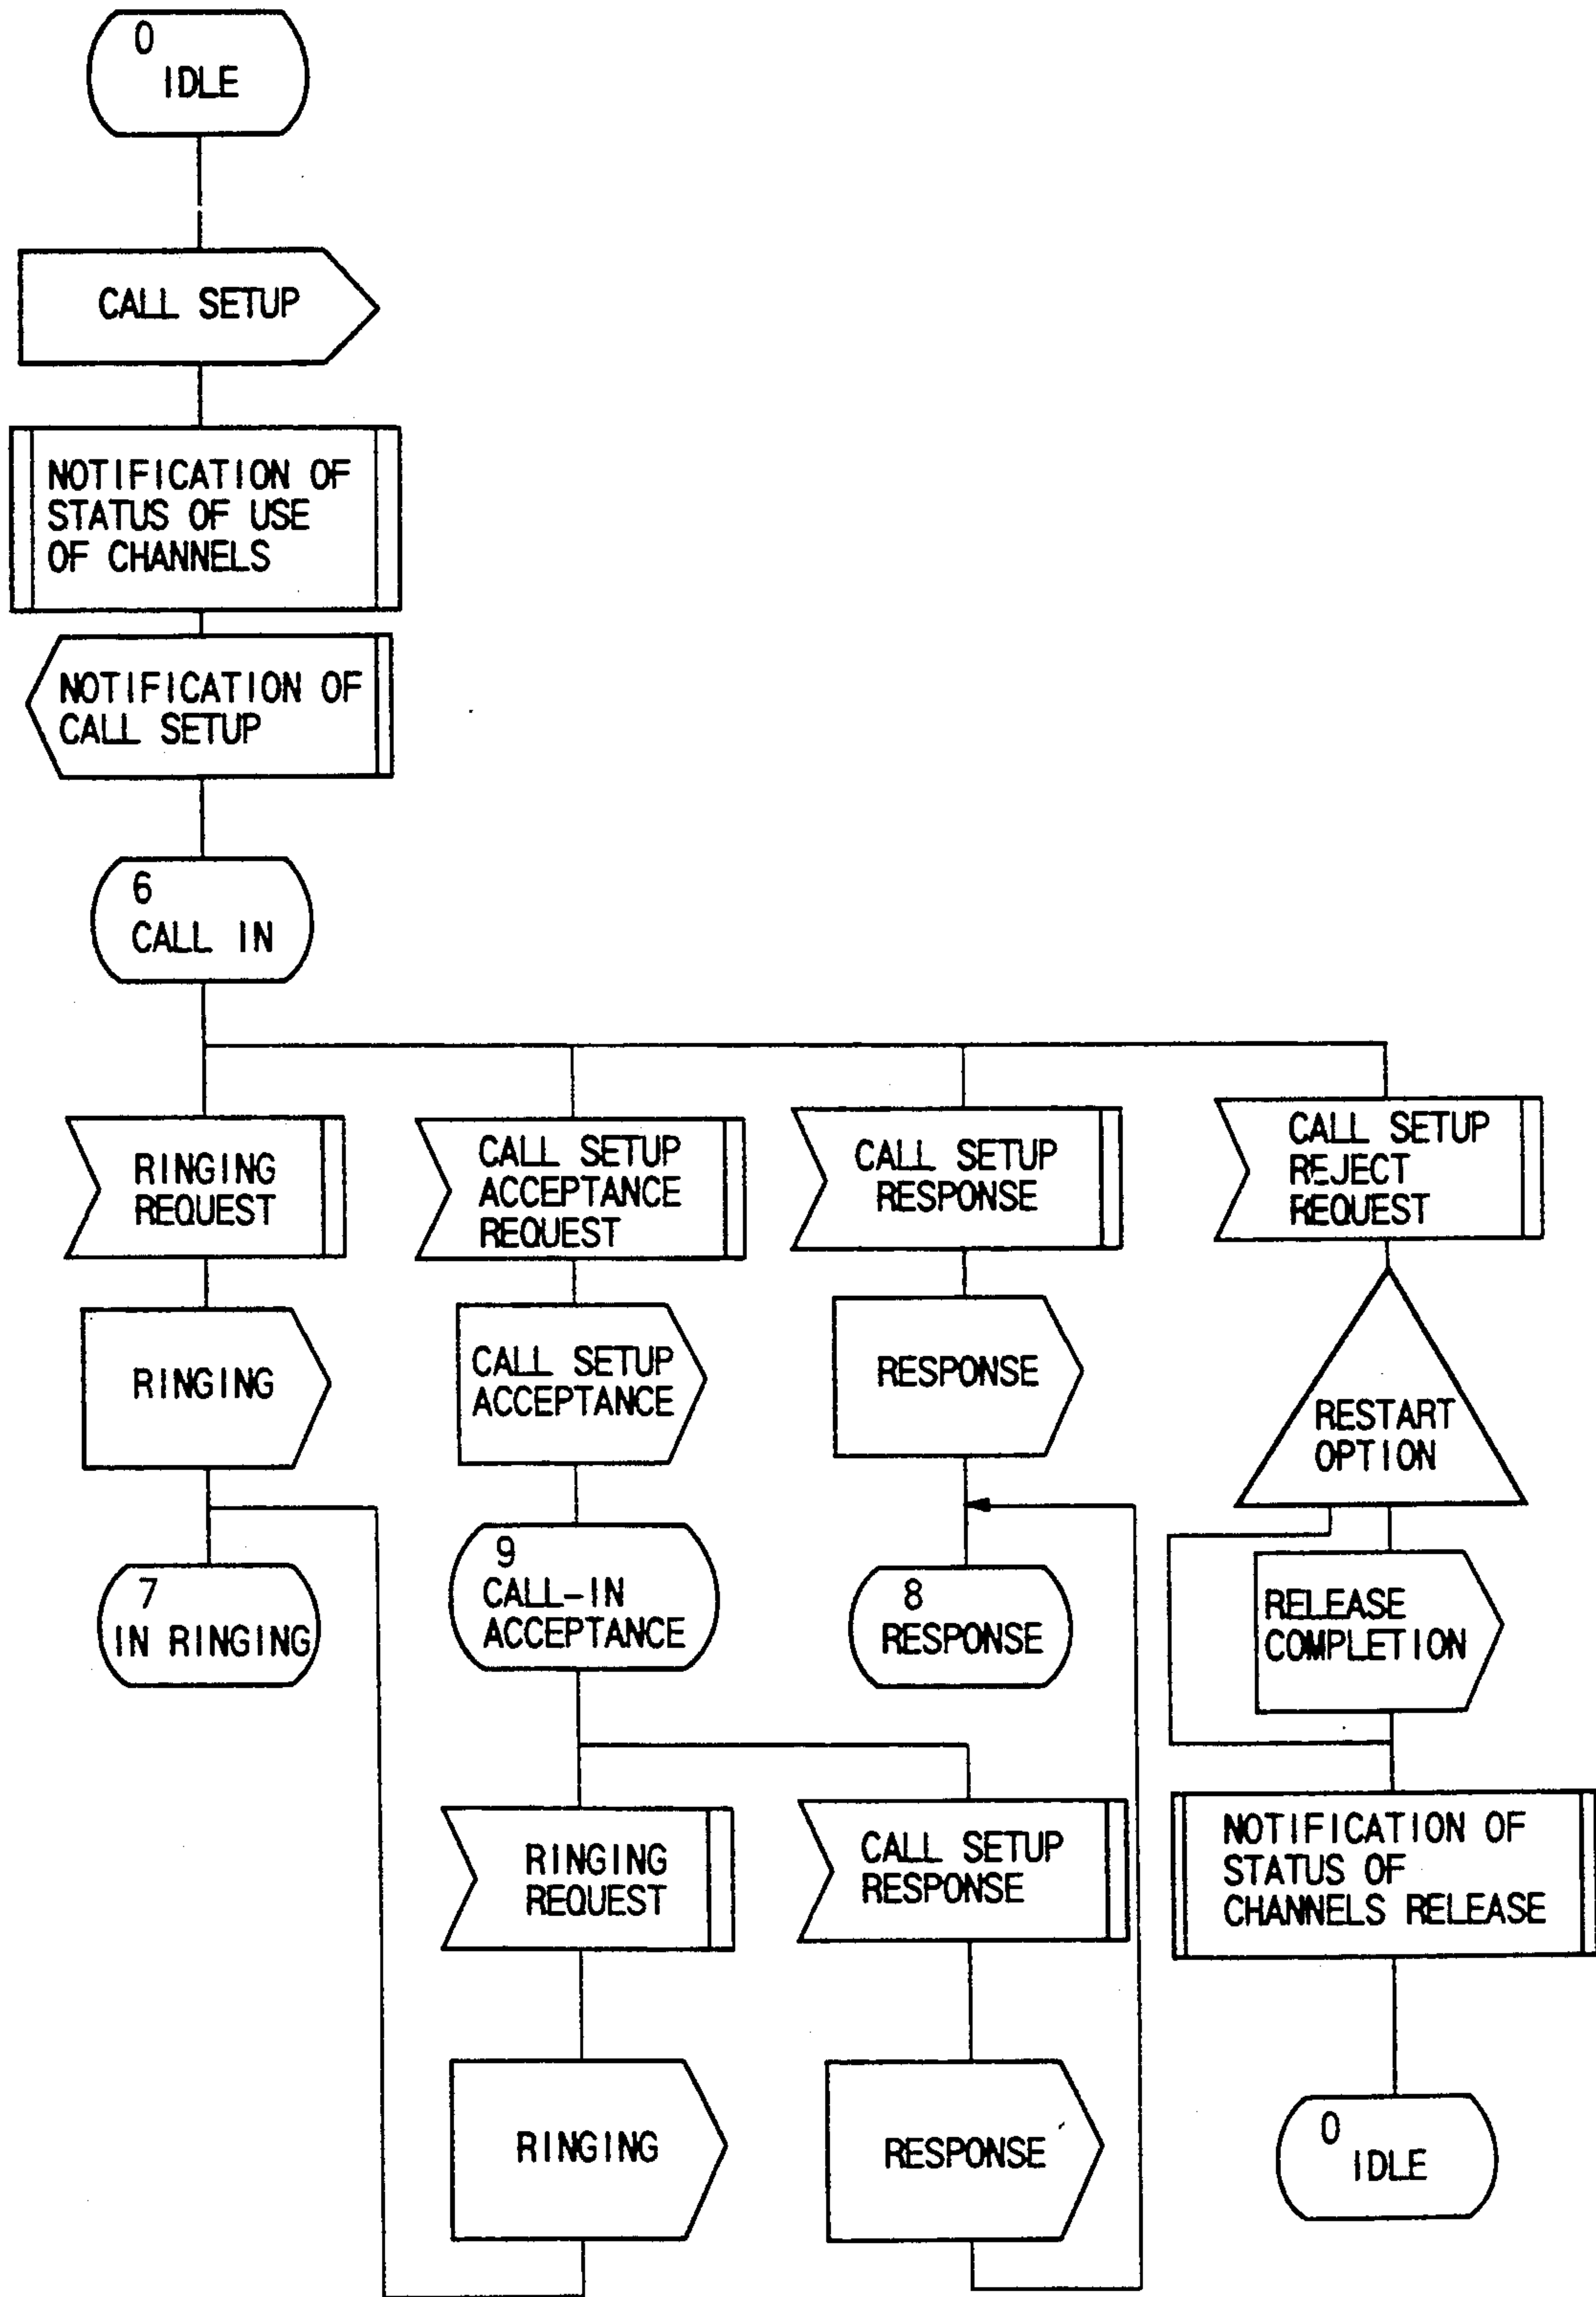 0
IDLE
CALL SETUP
NOTIFICATION OF
STATUS OF USE
OF CHANNELS
NOTIFICATION OF
CALL SETUP
6
CALL IN
RINGING
REQUEST
CALL SETUP
ACCEPTANCE
REQUEST
CALL SETUP
RESPONSE
CALL SETUP
REJECT
REQUEST
RINGING
CALL SETUP
ACCEPTANCE
RESPONSE
RESTART
OPTION
7
IN RINGING
9
CALL-IN
ACCEPTANCE
8
RESPONSE
RELEASE
COMPLETION
RINGING
REQUEST
CALL SETUP
RESPONSE
NOTIFICATION OF
STATUS OF
CHANNELS RELEASE
RINGING
RESPONSE
0
IDLE